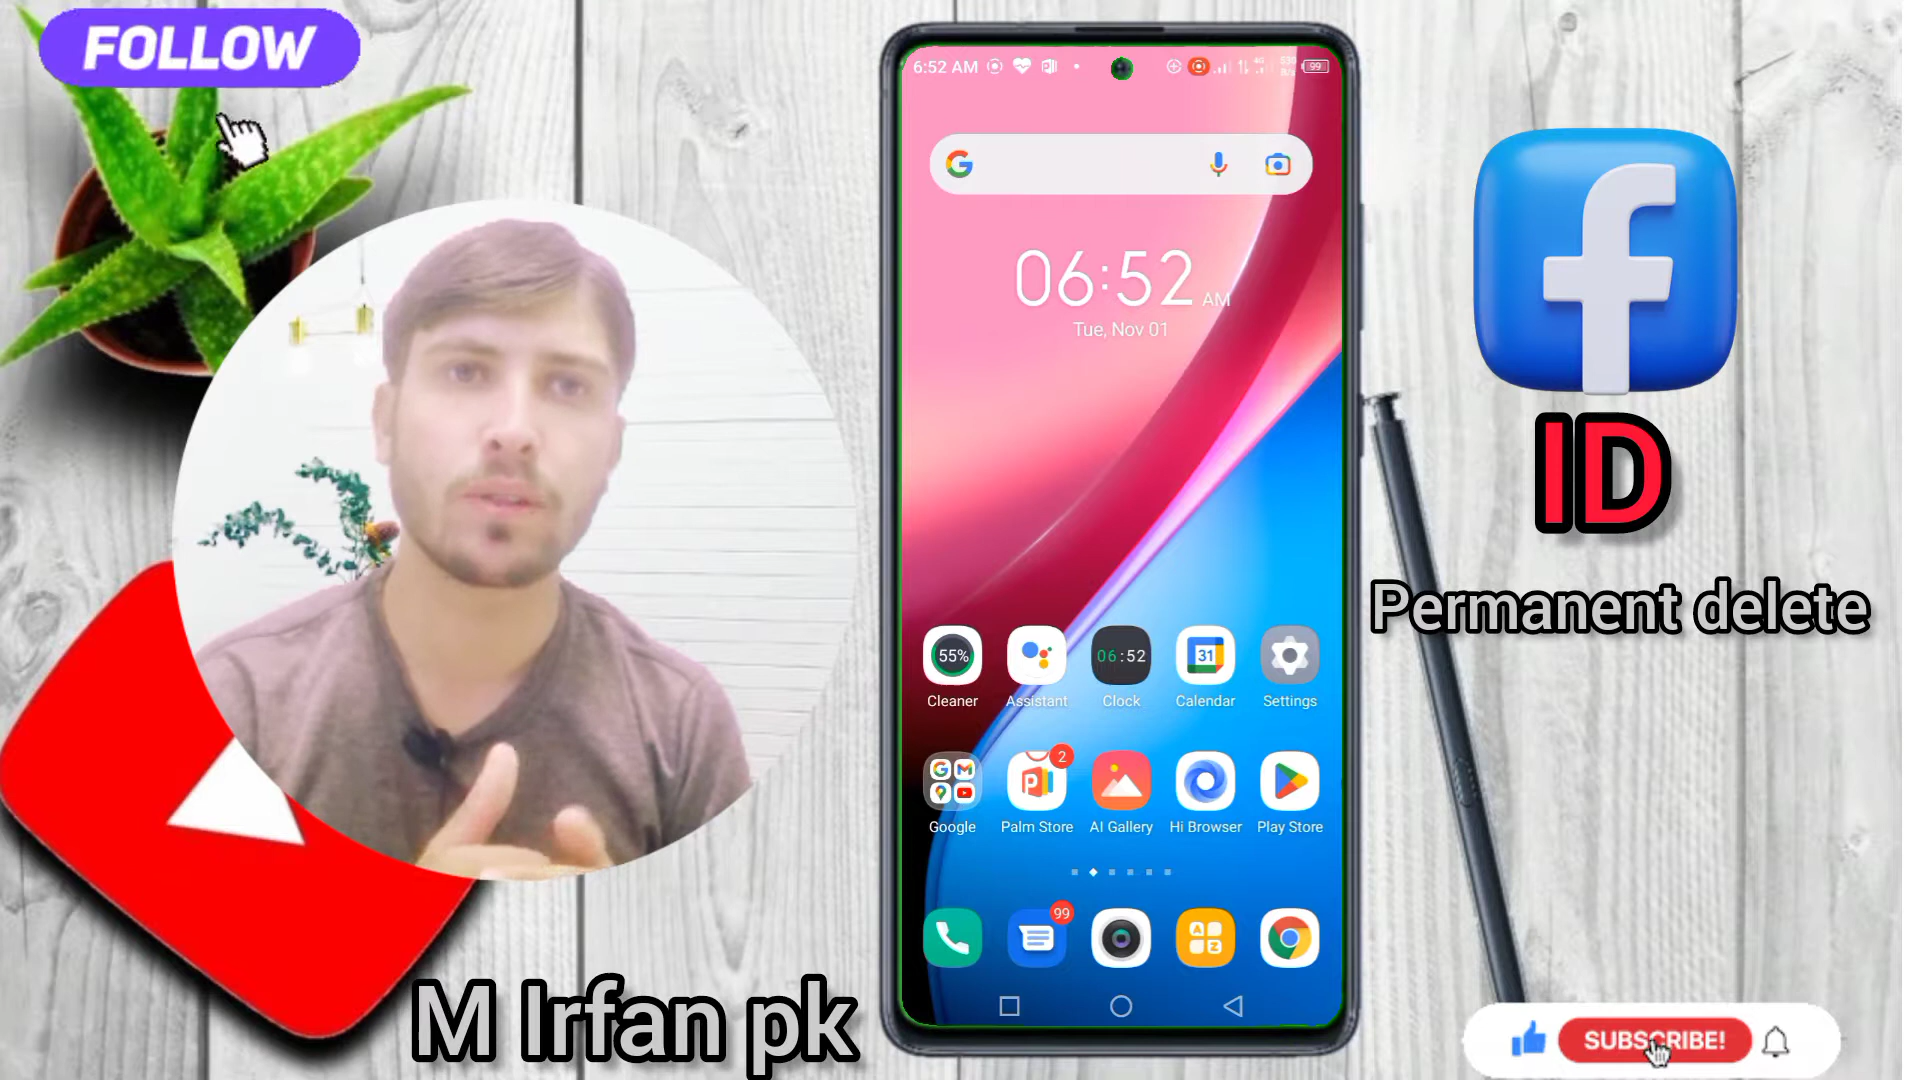 FOLLOW
6:52 AM
99
06:52 AM
Tue, Nov 01
55%
06:52
31
Cleaner
Assistant
Clock
Calendar
Settings
2
Google
Palm Store
AI Gallery
Hi Browser
Play Store
99
A
Z
ID
Permanent delete
M Irfan pk
SUBSCRIBE!